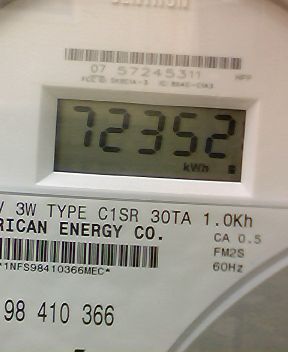 07 57245311
72352
kWh
V 3W TYPE C1SR 30TA 1.0Kh
RICAN ENERGY CO.
CA 0.5
FM2S
*1NFS98410366MEC*
60Hz
98 410 366